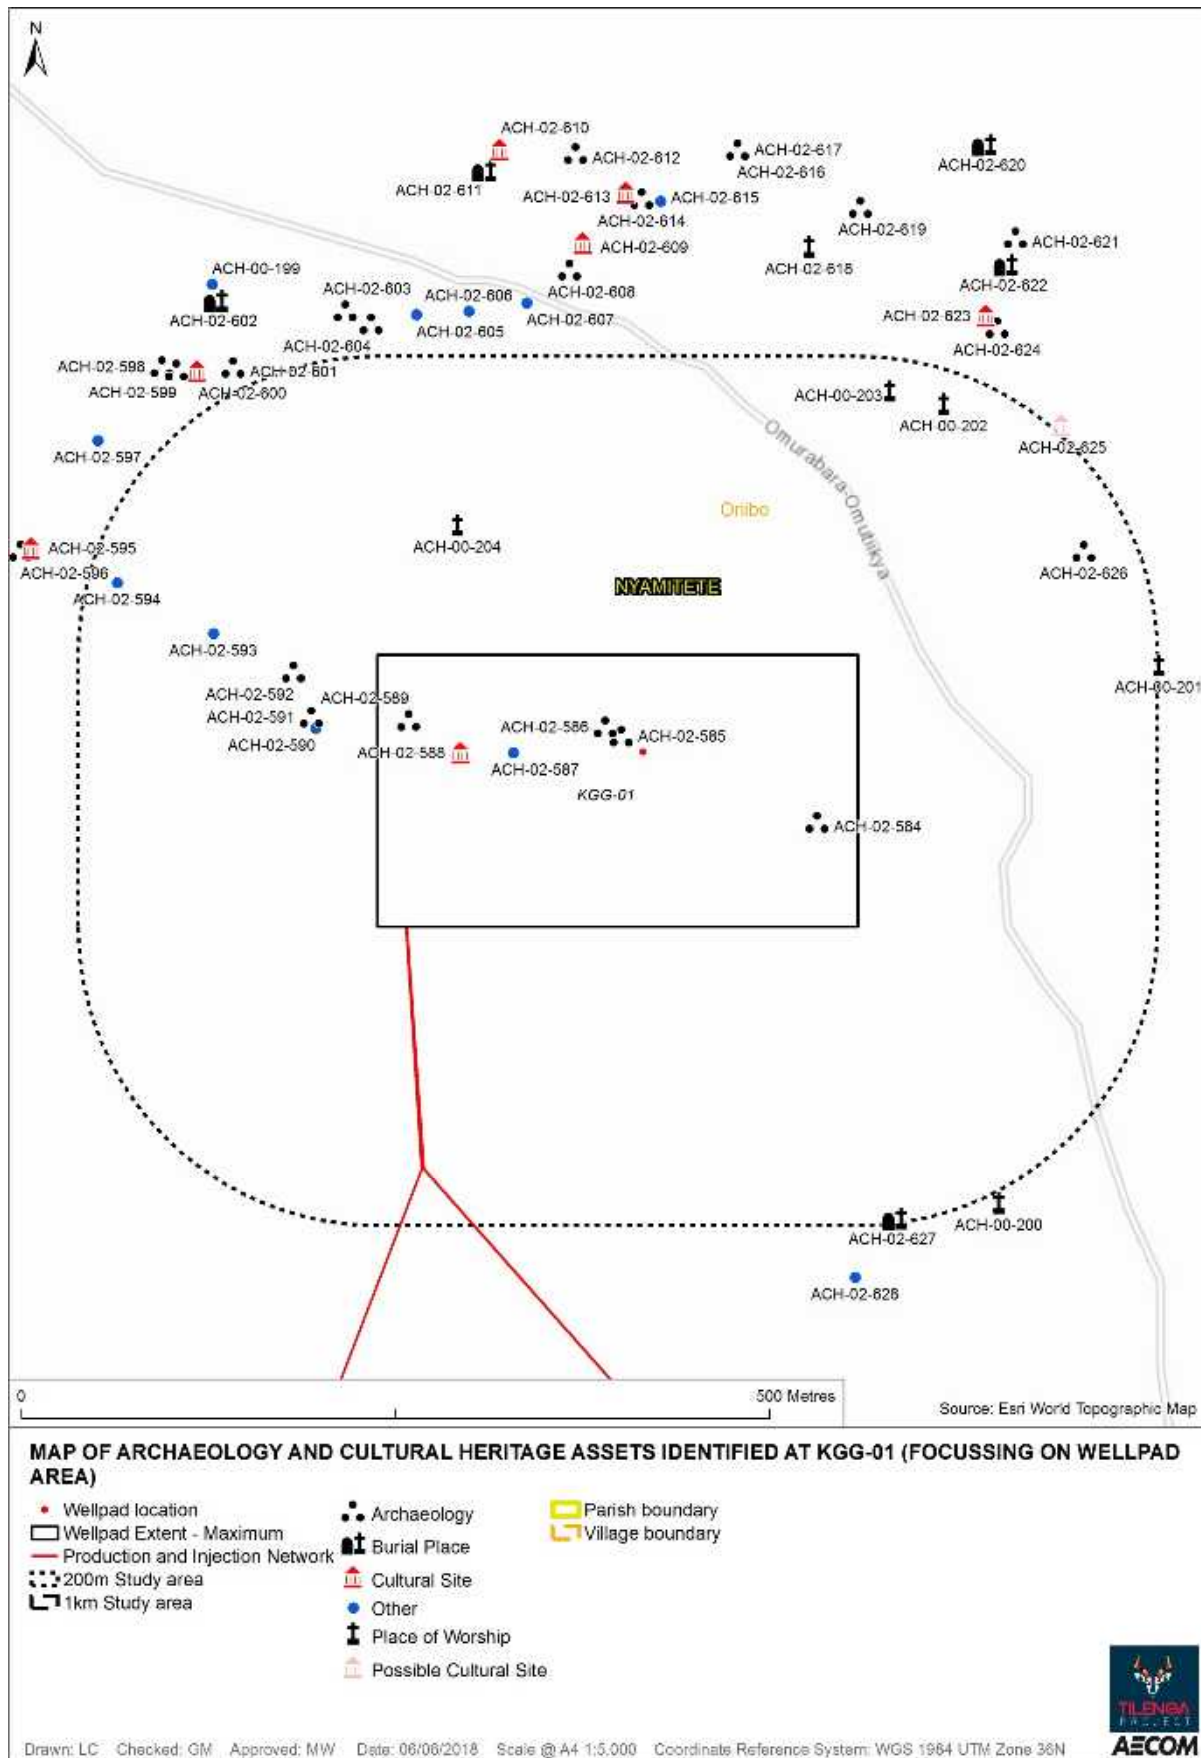 N
ACH-02-610
ACH-02-612
ACH-02-617
ACH-02-616
ACH-02-620
ACH-02-611
ACH-02-613
ACH-02-615
ACH-02-614
ACH-02-619
ACH-02-609
ACH-02-621
ACH-02-618
ACH-00-199
ACH-02-608
ACH-02-622
ACH-02-603
ACH-02-606
ACH-02-602
ACH-02-605
ACH-02-607
ACH-02-623
ACH-02-604
ACH-02-624
ACH-02-598
ACH-02-601
ACH-02-599
ACH-02-600
ACH-00-203
ACH-00-202
ACH-02-625
ACH-02-597
Omurabara-Omutiikya
Oriibo
ACH-00-204
ACH-02-595
ACH-02-596
ACH-02-626
ACH-02-594
NYAMITETE
ACH-02-593
ACH-00-201
ACH-02-592
ACH-02-589
ACH-02-591
ACH-02-590
ACH-02-586
ACH-02-585
ACH-02-588
ACH-02-587
KGG-01
ACH-02-584
ACH-00-200
ACH-02-627
ACH-02-628
0
500 Metres
Source: Esri World Topographic Map
MAP OF ARCHAEOLOGY AND CULTURAL HERITAGE ASSETS IDENTIFIED AT KGG-01 (FOCUSSING ON WELLPAD
AREA)
Wellpad location
Wellpad Extent - Maximum
Production and Injection Network
200m Study area
1km Study area
Archaeology
Burial Place
Cultural Site
Other
Place of Worship
Possible Cultural Site
Parish boundary
Village boundary
TILENGA
PROJECT
AECOM
Drawn: LC Checked: GM Approved: MW Date: 06/06/2018 Scale @ A4 1:5,000 Coordinate Reference System: WGS 1984 UTM Zone 36N